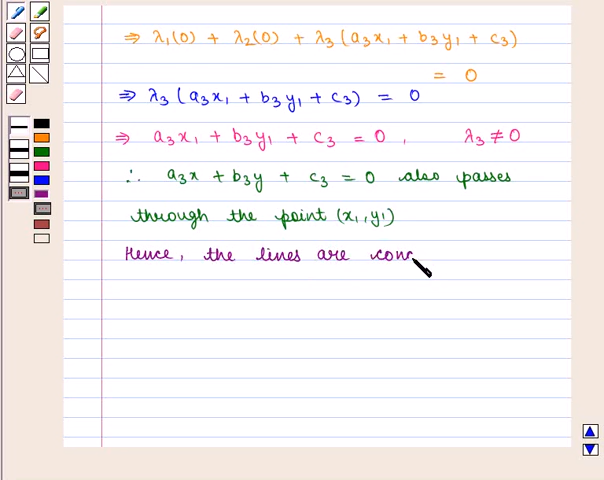 ⇒ λ₁(0) + λ₂(0) + λ₃(a₃x₁ + b₃y₁ + c₃)
= 0
⇒ λ₃(a₃x₁ + b₃y₁ + c₃) = 0
⇒ a₃x₁ + b₃y₁ + c₃ = 0, λ₃ ≠ 0
∴ a₃x + b₃y + c₃ = 0 also passes
through the point (x₁, y₁)
Hence, the lines are conc